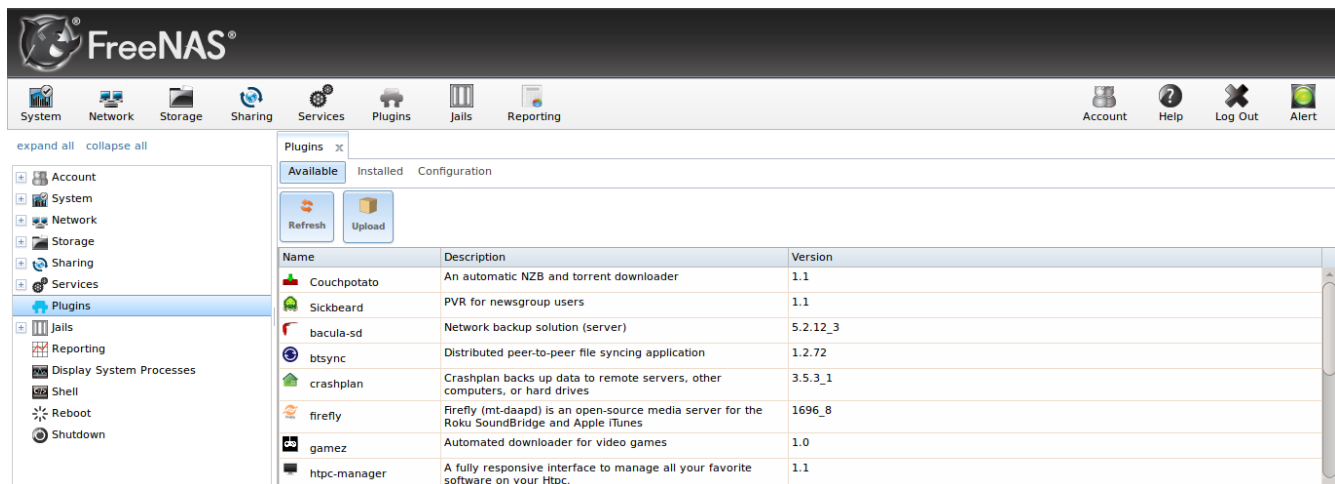 FreeNAS®
System Network Storage Sharing Services Plugins Jails Reporting Account Help Log Out Alert
expand all collapse all
Account
System
Network
Storage
Sharing
Services
Plugins
Jails
Reporting
Display System Processes
Shell
Reboot
Shutdown
Plugins x
Available Installed Configuration
Refresh Upload
Name Description Version
Couchpotato An automatic NZB and torrent downloader 1.1
Sickbeard PVR for newsgroup users 1.1
bacula-sd Network backup solution (server) 5.2.12_3
btsync Distributed peer-to-peer file syncing application 1.2.72
crashplan Crashplan backs up data to remote servers, other 3.5.3_1
computers, or hard drives
firefly Firefly (mt-daapd) is an open-source media server for the 1696_8
Roku SoundBridge and Apple iTunes
gamez Automated downloader for video games 1.0
htpc-manager A fully responsive interface to manage all your favorite 1.1
software on your Htpc.